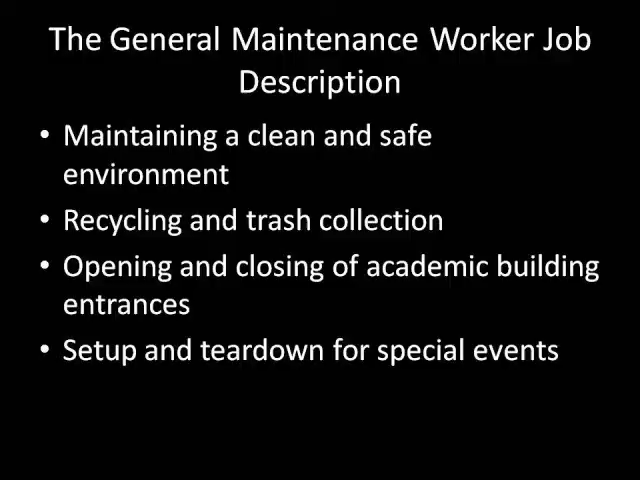 The General Maintenance Worker Job
Description
• Maintaining a clean and safe
environment
• Recycling and trash collection
• Opening and closing of academic building
entrances
• Setup and teardown for special events